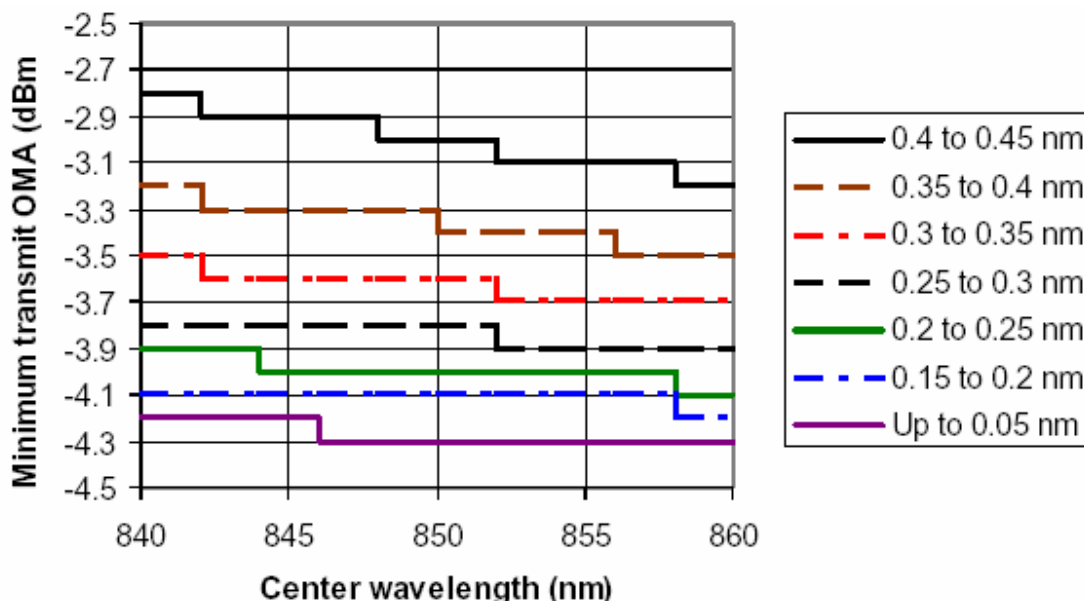 Minimum transmit OMA (dBm
-2.5
-2.7
-2.9
-3.1
-3.3
-3.5
-3.7
-3.9
-4.1
-4.3
-4.5
840 845 850 855 860
Center wavelength (nm)
0.4 to 0.45 nm
0.35 to 0.4 nm
0.3 to 0.35 nm
0.25 to 0.3 nm
0.2 to 0.25 nm
0.15 to 0.2 nm
Up to 0.05 nm